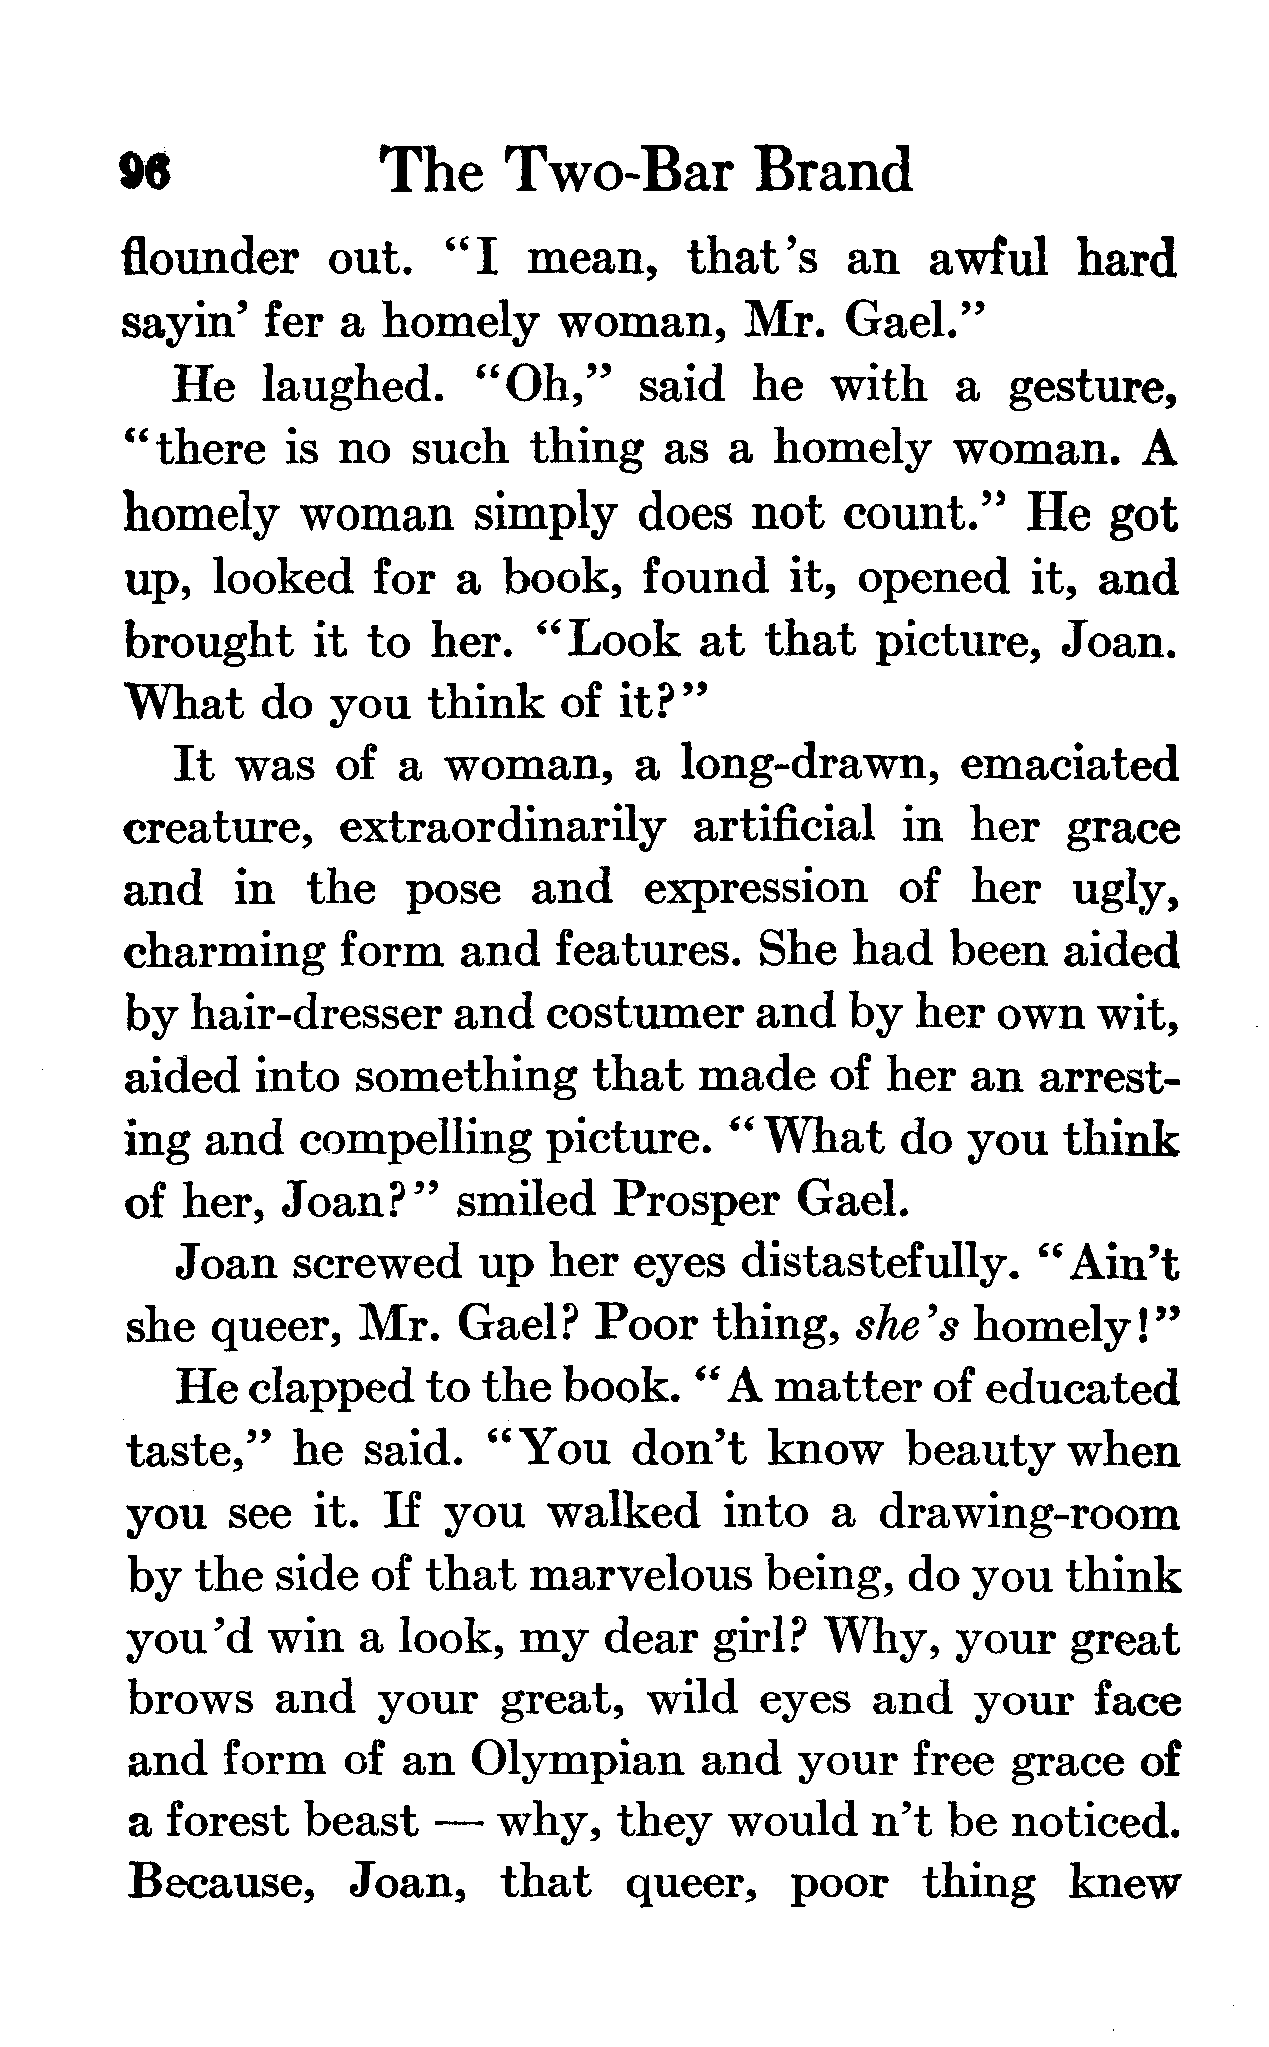 96 The Two-Bar Brand
flounder out. "I mean, that's an awful hard
sayin' fer a homely woman, Mr. Gael."
He laughed. "Oh," said he with a gesture,
"there is no such thing as a homely woman. A
homely woman simply does not count." He got
up, looked for a book, found it, opened it, and
brought it to her. "Look at that picture, Joan.
What do you think of it?"
It was of a woman, a long-drawn, emaciated
creature, extraordinarily artificial in her grace
and in the pose and expression of her ugly,
charming form and features. She had been aided
by hair-dresser and costumer and by her own wit,
aided into something that made of her an arrest-
ing and compelling picture. "What do you think
of her, Joan?" smiled Prosper Gael.
Joan screwed up her eyes distastefully. "Ain't
she queer, Mr. Gael? Poor thing, she's homely!"
He clapped to the book. "A matter of educated
taste," he said. "You don't know beauty when
you see it. If you walked into a drawing-room
by the side of that marvelous being, do you think
you'd win a look, my dear girl? Why, your great
brows and your great, wild eyes and your face
and form of an Olympian and your free grace of
a forest beast — why, they would n't be noticed.
Because, Joan, that queer, poor thing knew